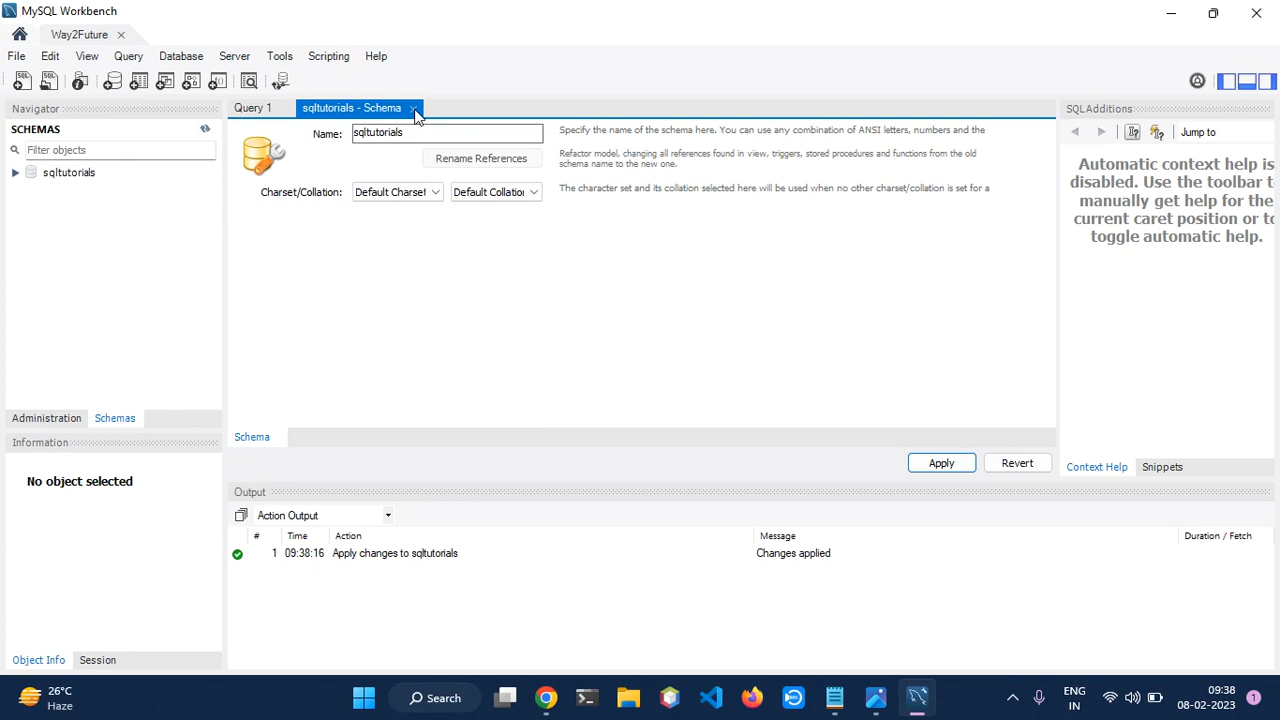 MySQL Workbench
Way2Future
File Edit View Query Database Server Tools Scripting Help
Navigator
SCHEMAS
Filter objects
sqltutorials
Administration Schemas
Information
No object selected
Object Info Session
Query 1 sqltutorials - Schema
Name: sqltutorials
Specify the name of the schema here. You can use any combination of ANSI letters, numbers and the
Rename References
Refactor model, changing all references found in view, triggers, stored procedures and functions from the old
schema name to the new one.
Charset/Collation: Default Charset Default Collation
The character set and its collation selected here will be used when no other charset/collation is set for a
Schema
Apply Revert
Output
Action Output
# Time Action Message Duration / Fetch
1 09:38:16 Apply changes to sqltutorials Changes applied
SQLAdditions
Jump to
Automatic context help is
disabled. Use the toolbar t
manually get help for the
current caret position or to
toggle automatic help.
Context Help Snippets
26°C
Haze
Search
ENG
IN
09:38
08-02-2023
1